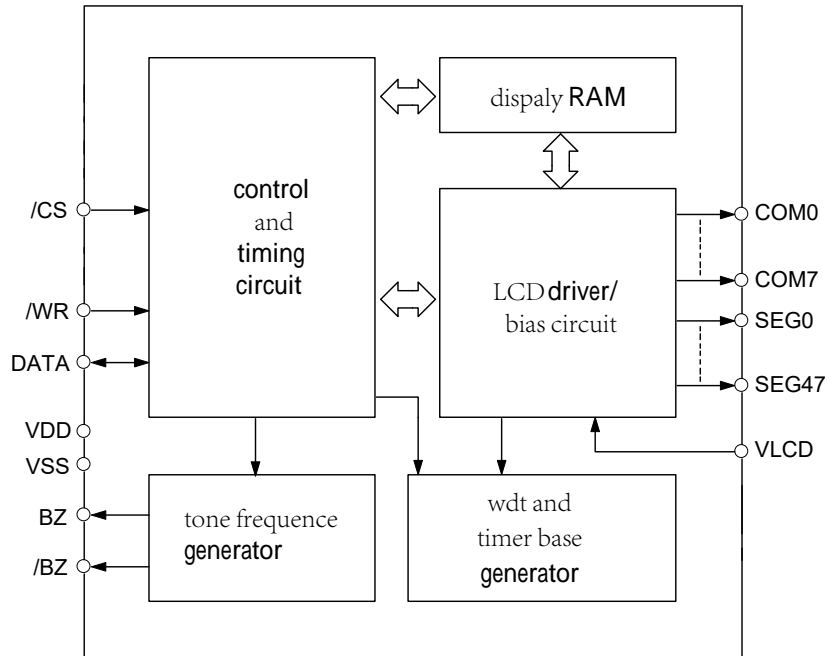 dispaly RAM
control
and
timing
circuit
/CS
/WR
DATA
VDD
VSS
BZ
/BZ
LCD driver/
bias circuit
COM0
COM7
SEG0
SEG47
VLCD
tone frequence
generator
wdt and
timer base
generator